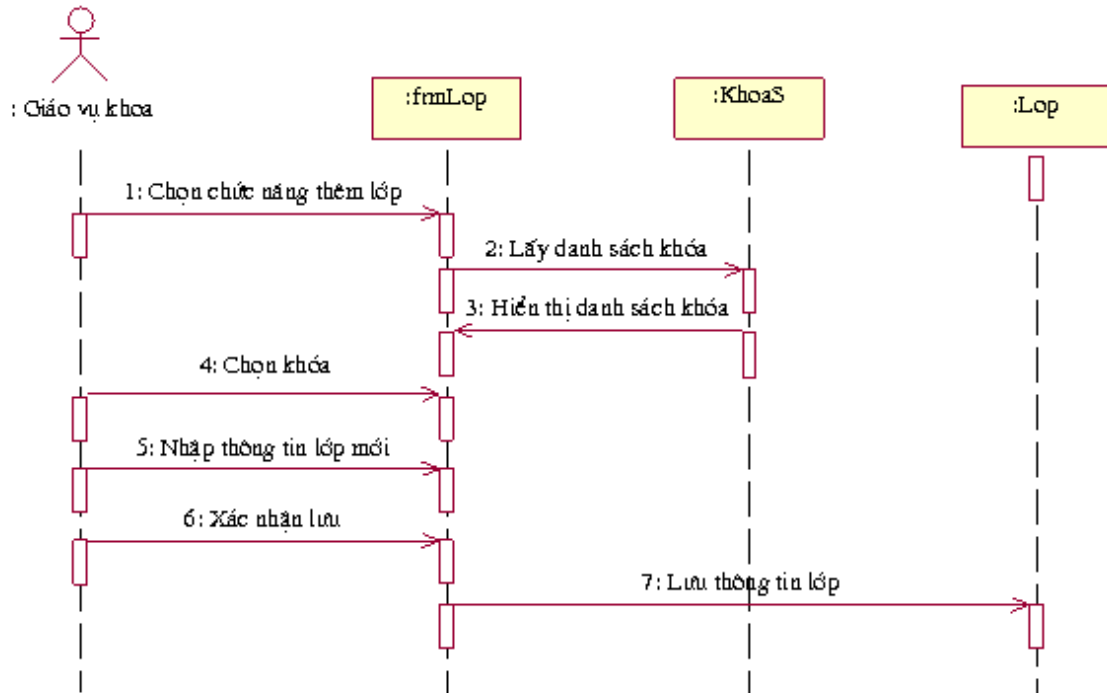 : Giáo vụ khoa
:frmLop
:KhoaS
:Lop
1: Chọn chức năng thêm lớp
2: Lấy danh sách khóa
3: Hiển thị danh sách khóa
4: Chọn khóa
5: Nhập thông tin lớp mới
6: Xác nhận lưu
7: Lưu thông tin lớp